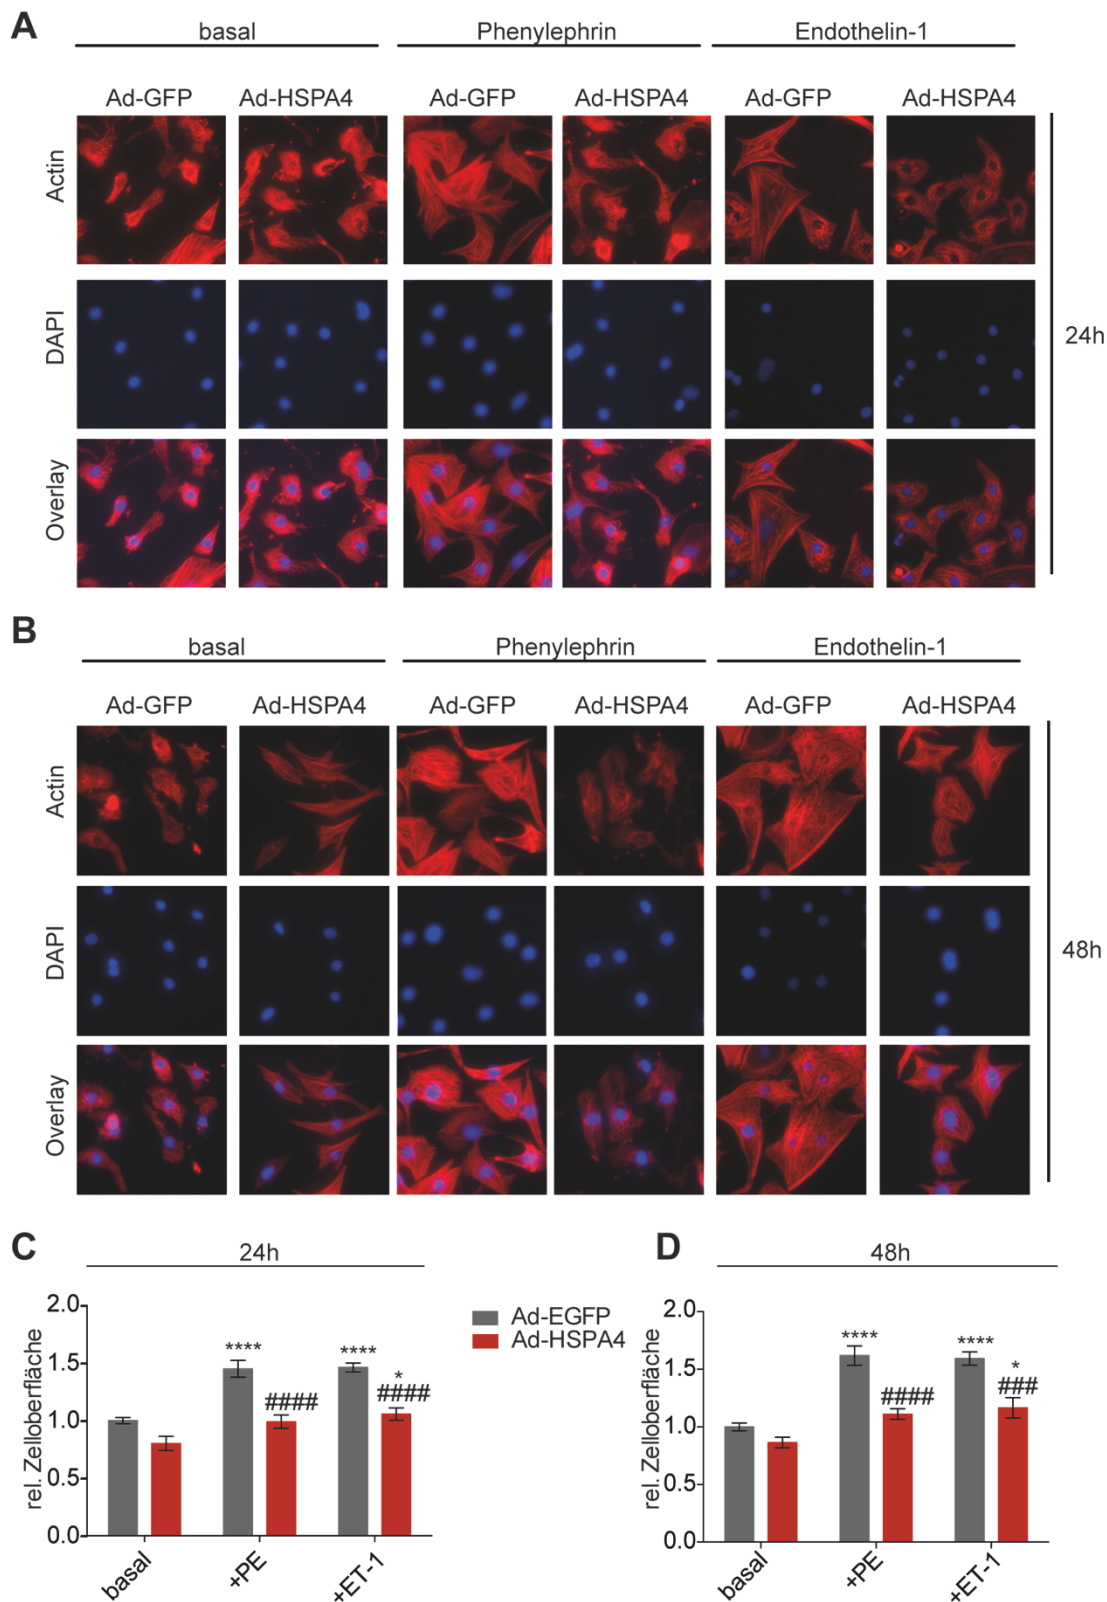 A
basal Phenylephrin Endothelin-1
Ad-GFP Ad-HSPA4 Ad-GFP Ad-HSPA4 Ad-GFP Ad-HSPA4
Actin
DAPI
24h
Overlay
B
basal Phenylephrin Endothelin-1
Ad-GFP Ad-HSPA4 Ad-GFP Ad-HSPA4 Ad-GFP Ad-HSPA4
Actin
DAPI
48h
Overlay
C
24h
rel. Zelloberfläche
2.0
1.5
1.0
0.5
0.0
**** ****
#### * ####
basal +PE +ET-1
Ad-EGFP
Ad-HSPA4
D
48h
rel. Zelloberfläche
2.0
1.5
1.0
0.5
0.0
**** ****
#### * ###
basal +PE +ET-1